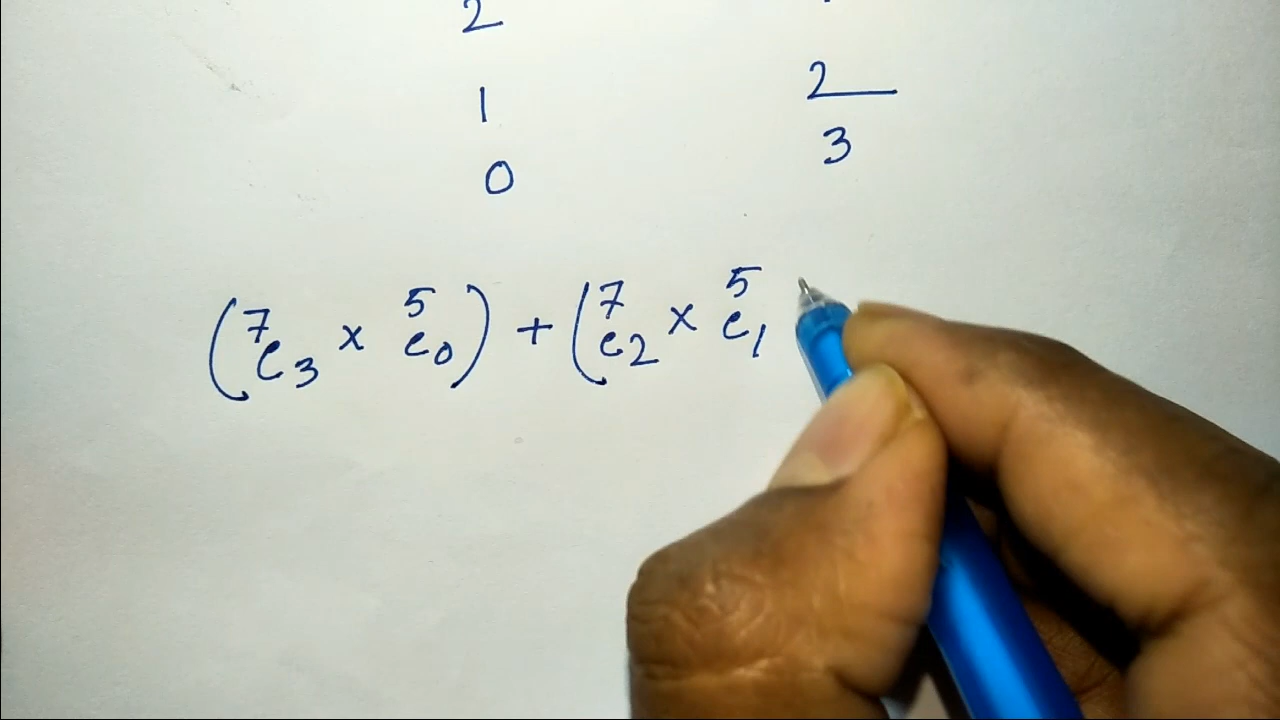 2
1 2
0 3
(⁷c₃ × ⁵c₀) + (⁷c₂ × ⁵c₁